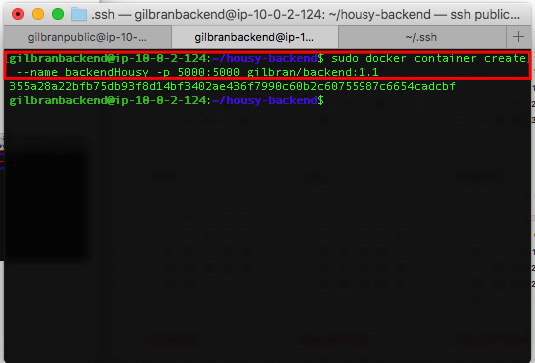 .ssh — gilbranbackend@ip-10-0-2-124: ~/housy-backend — ssh public...
gilbranpublic@ip-10-... gilbranbackend@ip-1... ~/.ssh +
gilbranbackend@ip-10-0-2-124:~/housy-backend$ sudo docker container create
--name backendHousy -p 5000:5000 gilbran/backend:1.1
355a28a22bfb75db93f8d14bf3402ae436f7990c60b2c60755987c6654cadcbf
gilbranbackend@ip-10-0-2-124:~/housy-backend$